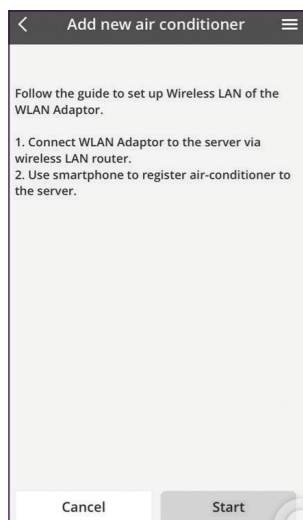 Add new air conditioner
Follow the guide to set up Wireless LAN of the
WLAN Adaptor.
1. Connect WLAN Adaptor to the server via
wireless LAN router.
2. Use smartphone to register air-conditioner to
the server.
Cancel Start